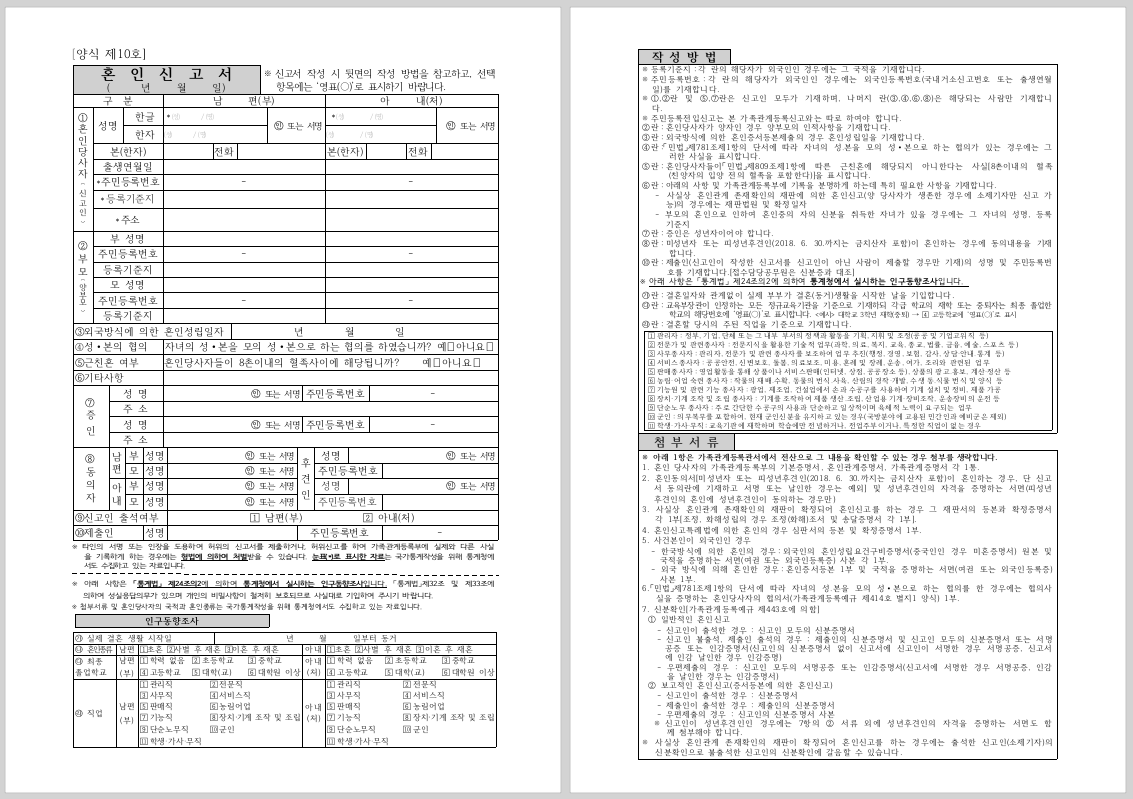 [양식 제10호]
혼 인 신 고 서
( 년 월 일)
※ 신고서 작성 시 뒷면의 작성 방법을 참고하고, 선택
항목에는 '영표(○)'로 표시하기 바랍니다.
구 분 남 편(부) 아 내(처)
① 혼인당사자 (신고인)
성명 한글 *(성) /(명) ㊞ 또는 서명 *(성) /(명) ㊞ 또는 서명
한자 (성) /(명) (성) /(명)
본(한자) 전화 본(한자) 전화
출생연월일
*주민등록번호 - -
*등록기준지
*주소
② 부모 (양부모)
부 성명
주민등록번호 - -
등록기준지
모 성명
주민등록번호 - -
등록기준지
③외국방식에 의한 혼인성립일자 년 월 일
④성•본의 협의 자녀의 성•본을 모의 성•본으로 하는 협의를 하였습니까? 예□아니요□
⑤근친혼 여부 혼인당사자들이 8촌이내의 혈족사이에 해당됩니까? 예□아니요□
⑥기타사항
⑦ 증 인
성 명 ㊞ 또는 서명 주민등록번호 -
주 소
성 명 ㊞ 또는 서명 주민등록번호 -
주 소
⑧ 동 의 자
남편 부 성명 ㊞ 또는 서명 후견인 성명 ㊞ 또는 서명
모 성명 ㊞ 또는 서명 주민등록번호
아내 부 성명 ㊞ 또는 서명 성명 ㊞ 또는 서명
모 성명 ㊞ 또는 서명 주민등록번호
⑨신고인 출석여부 1 남편(부) 2 아내(처)
⑩제출인 성명 주민등록번호 -
※ 타인의 서명 또는 인장을 도용하여 허위의 신고서를 제출하거나, 허위신고를 하여 가족관계등록부에 실제와 다른 사실
을 기록하게 하는 경우에는 형법에 의하여 처벌받을 수 있습니다. 눈표(*)로 표시한 자료는 국가통계작성을 위해 통계청에
서도 수집하고 있는 자료입니다.
※ 아래 사항은 「통계법」 제24조의2에 의하여 통계청에서 실시하는 인구동향조사입니다. 「통계법」제32조 및 제33조에
의하여 성실응답의무가 있으며 개인의 비밀사항이 철저히 보호되므로 사실대로 기입하여 주시기 바랍니다.
※ 첨부서류 및 혼인당사자의 국적과 혼인종류는 국가통계작성을 위해 통계청에서도 수집하고 있는 자료입니다.
인구동향조사
㉮ 실제 결혼 생활 시작일 년 월 일부터 동거
㉯ 혼인종류 남편 1초혼 2사별 후 재혼 3이혼 후 재혼 아내 1초혼 2사별 후 재혼 3이혼 후 재혼
㉰ 최종 졸업학교 남편(부) 1학력 없음 2초등학교 3중학교 아내(처) 1학력 없음 2초등학교 3중학교
4고등학교 5대학(교) 6대학원 이상 4고등학교 5대학(교) 6대학원 이상
㉱ 직업 남편(부) 아내(처)
1관리직 2전문직 1관리직 2전문직
3사무직 4서비스직 3사무직 4서비스직
5판매직 6농림어업 5판매직 6농림어업
7기능직 8장치·기계 조작 및 조립 7기능직 8장치·기계 조작 및 조립
9단순노무직 10군인 9단순노무직 10군인
11학생·가사·무직 11학생·가사·무직
작 성 방 법
※ 등록기준지 :각 란의 해당자가 외국인인 경우에는 그 국적을 기재합니다.
※ 주민등록번호 :각 란의 해당자가 외국인인 경우에는 외국인등록번호(국내거소신고번호 또는 출생연월
일)를 기재합니다.
※ ①,②란 및 ⑤,⑦란은 신고인 모두가 기재하며, 나머지 란(③,④,⑥,⑧)은 해당되는 사람만 기재합니
다.
※ 주민등록전입신고는 본 가족관계등록신고와는 따로 하여야 합니다.
②란 :혼인당사자가 양자인 경우 양부모의 인적사항을 기재합니다.
③란 :외국방식에 의한 혼인증서등본제출의 경우 혼인성립일을 기재합니다.
④란 :「민법」제781조제1항의 단서에 따라 자녀의 성·본을 모의 성•본으로 하는 협의가 있는 경우에는 그
러한 사실을 표시합니다.
⑤란 :혼인당사자들이「민법」제809조제1항에 따른 근친혼에 해당되지 아니한다는 사실[8촌이내의 혈족
(친양자의 입양 전의 혈족을 포함한다)]을 표시합니다.
⑥란 :아래의 사항 및 가족관계등록부에 기록을 분명하게 하는데 특히 필요한 사항을 기재합니다.
- 사실상 혼인관계 존재확인의 재판에 의한 혼인신고(양 당사자가 생존한 경우에 소제기자만 신고 가
능)의 경우에는 재판법원 및 확정일자
- 부모의 혼인으로 인하여 혼인중의 자의 신분을 취득한 자녀가 있을 경우에는 그 자녀의 성명, 등록
기준지
⑦란 :증인은 성년자이어야 합니다.
⑧란 :미성년자 또는 피성년후견인(2018. 6. 30.까지는 금치산자 포함)이 혼인하는 경우에 동의내용을 기재
합니다.
⑩란 :제출인(신고인이 작성한 신고서를 신고인이 아닌 사람이 제출할 경우만 기재)의 성명 및 주민등록번
호를 기재합니다.[접수담당공무원은 신분증과 대조]
※ 아래 사항은「통계법」제24조의2에 의하여 통계청에서 실시하는 인구동향조사입니다.
㉮란 :결혼일자와 관계없이 실제 부부가 결혼(동거)생활을 시작한 날을 기입합니다.
㉰란 :교육부장관이 인정하는 모든 정규교육기관을 기준으로 기재하되 각급 학교의 재학 또는 중퇴자는 최종 졸업한
학교의 해당번호에 '영표(○)'로 표시합니다. <예시> 대학교 3학년 재학(중퇴) → 4 고등학교에 '영표(○)'로 표시
㉱란 :결혼할 당시의 주된 직업을 기준으로 기재합니다.
1 관리자 :정부, 기업, 단체 또는 그 내부 부서의 정책과 활동을 기획, 지휘 및 조정(공공 및 기업고위직 등)
2 전문가 및 관련종사자 :전문지식을 활용한 기술적 업무(과학, 의료, 복지, 교육, 종교, 법률, 금융, 예술, 스포츠 등)
3 사무종사자 :관리자, 전문가 및 관련 종사자를 보조하여 업무 추진(행정, 경영, 보험, 감사, 상담·안내·통계 등)
4 서비스 종사자 :공공안전, 신변보호, 돌봄, 의료보조, 미용, 혼례 및 장례, 운송, 여가, 조리와 관련된 업무
5 판매종사자 :영업활동을 통해 상품이나 서비스판매(인터넷, 상점, 공공장소 등), 상품의 광고·홍보, 계산·정산 등
6 농림·어업 숙련 종사자 :작물의 재배·수확, 동물의 번식·사육, 산림의 경작·개발, 수생 동·식물 번식 및 양식 등
7 기능원 및 관련 기능 종사자 :광업, 제조업, 건설업에서 손과 수공구를 사용하여 기계 설치 및 정비, 제품 가공
8 장치·기계 조작 및 조립 종사자 :기계를 조작하여 제품 생산·조립, 산업용 기계·장비조작, 운송장비의 운전 등
9 단순노무 종사자 :주로 간단한 수공구의 사용과 단순하고 일상적이며 육체적 노력이 요구되는 업무
10 군인 :의무복무를 포함하여, 현재 군인신분을 유지하고 있는 경우(국방분야에 고용된 민간인과 예비군은 제외)
11 학생·가사·무직 :교육기관에 재학하며 학습에만 전념하거나, 전업주부이거나, 특정한 직업이 없는 경우
첨 부 서 류
※ 아래 1항은 가족관계등록관서에서 전산으로 그 내용을 확인할 수 있는 경우 첨부를 생략합니다.
1. 혼인 당사자의 가족관계등록부의 기본증명서, 혼인관계증명서, 가족관계증명서 각 1통.
2. 혼인동의서[미성년자 또는 피성년후견인(2018. 6. 30.까지는 금치산자 포함)이 혼인하는 경우, 단 신고
서 동의란에 기재하고 서명 또는 날인한 경우는 예외] 및 성년후견인의 자격을 증명하는 서면(피성년
후견인의 혼인에 성년후견인이 동의하는 경우만)
3. 사실상 혼인관계 존재확인의 재판이 확정되어 혼인신고를 하는 경우 그 재판서의 등본과 확정증명서
각 1부[조정, 화해성립의 경우 조정(화해)조서 및 송달증명서 각 1부].
4. 혼인신고특례법에 의한 혼인의 경우 심판서의 등본 및 확정증명서 1부.
5. 사건본인이 외국인인 경우
- 한국방식에 의한 혼인의 경우 :외국인의 혼인성립요건구비증명서(중국인인 경우 미혼증명서) 원본 및
국적을 증명하는 서면(여권 또는 외국인등록증) 사본 각 1부.
- 외국 방식에 의해 혼인한 경우 :혼인증서등본 1부 및 국적을 증명하는 서면(여권 또는 외국인등록증)
사본 1부.
6.「민법」제781조제1항의 단서에 따라 자녀의 성·본을 모의 성•본으로 하는 협의를 한 경우에는 협의사
실을 증명하는 혼인당사자의 협의서(가족관계등록예규 제414호 별지1 양식) 1부.
7. 신분확인[가족관계등록예규 제443호에 의함]
① 일반적인 혼인신고
- 신고인이 출석한 경우 : 신고인 모두의 신분증명서
- 신고인 불출석, 제출인 출석의 경우 : 제출인의 신분증명서 및 신고인 모두의 신분증명서 또는 서명
공증 또는 인감증명서(신고인의 신분증명서 없이 신고서에 신고인이 서명한 경우 서명공증, 신고서
에 인감 날인한 경우 인감증명)
- 우편제출의 경우 : 신고인 모두의 서명공증 또는 인감증명서(신고서에 서명한 경우 서명공증, 인감
을 날인한 경우는 인감증명서)
② 보고적인 혼인신고(증서등본에 의한 혼인신고)
- 신고인이 출석한 경우 : 신분증명서
- 제출인이 출석한 경우 : 제출인의 신분증명서
- 우편제출의 경우 : 신고인의 신분증명서 사본
※ 신고인이 성년후견인인 경우에는 7항의 ② 서류 외에 성년후견인의 자격을 증명하는 서면도 함
께 첨부해야 합니다.
※ 사실상 혼인관계 존재확인의 재판이 확정되어 혼인신고를 하는 경우에는 출석한 신고인(소제기자)의
신분확인으로 불출석한 신고인의 신분확인에 갈음할 수 있습니다.